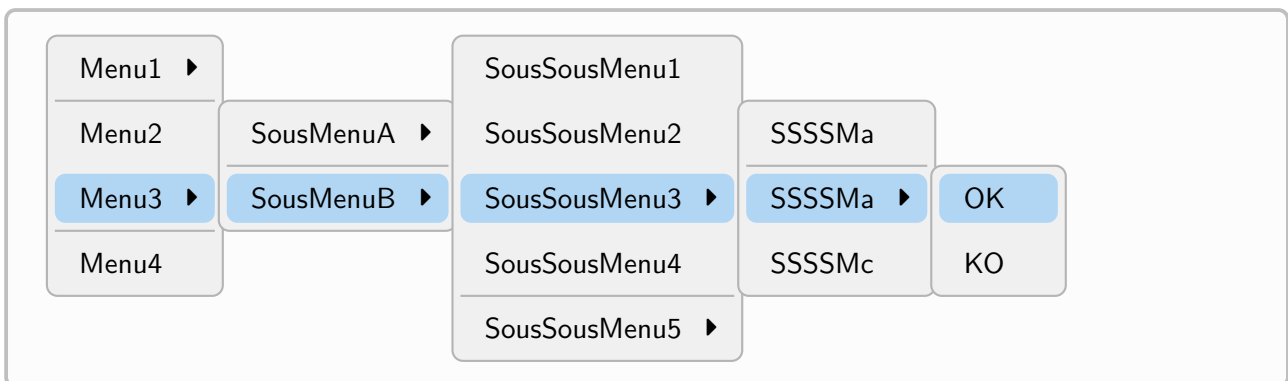 Menu1
Menu2
Menu3
Menu4
SousMenuA
SousMenuB
SousSousMenu1
SousSousMenu2
SousSousMenu3
SousSousMenu4
SousSousMenu5
SSSSMa
SSSSMa
SSSSMc
OK
KO